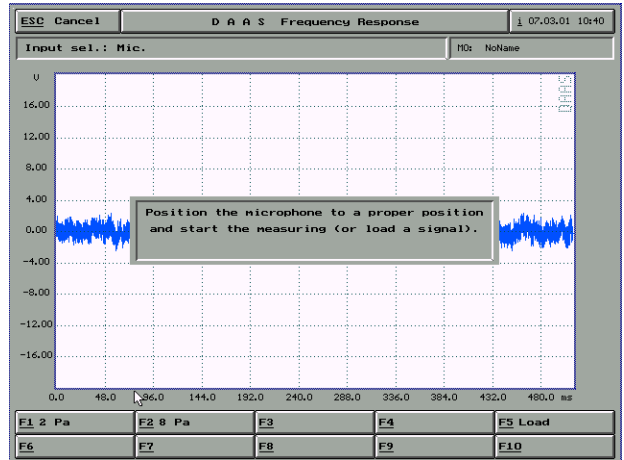 ESC Cancel
D A A S Frequency Response
i 07.03.01 10:40
Input sel.: Mic.
M0: NoName
V
DAAS
16.00
12.00
8.00
4.00
0.00
-4.00
-8.00
-12.00
-16.00
Position the microphone to a proper position
and start the measuring (or load a signal).
0.0 48.0 96.0 144.0 192.0 240.0 288.0 336.0 384.0 432.0 480.0 ms
F1 2 Pa
F2 8 Pa
F3
F4
F5 Load
F6
F7
F8
F9
F10